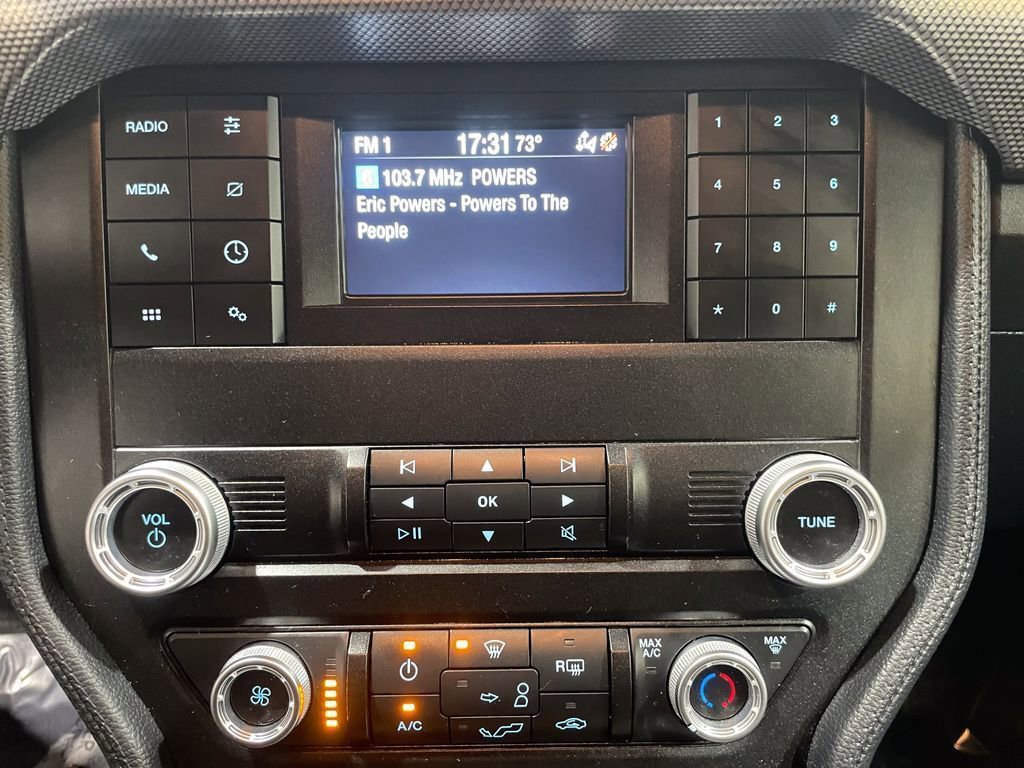 RADIO
MEDIA
FM 1 17:31 73°
6 103.7 MHz POWERS
Eric Powers - Powers To The
People
1 2 3
4 5 6
7 8 9
* 0 #
VOL
OK
TUNE
R
A/C
MAX
A/C
MAX